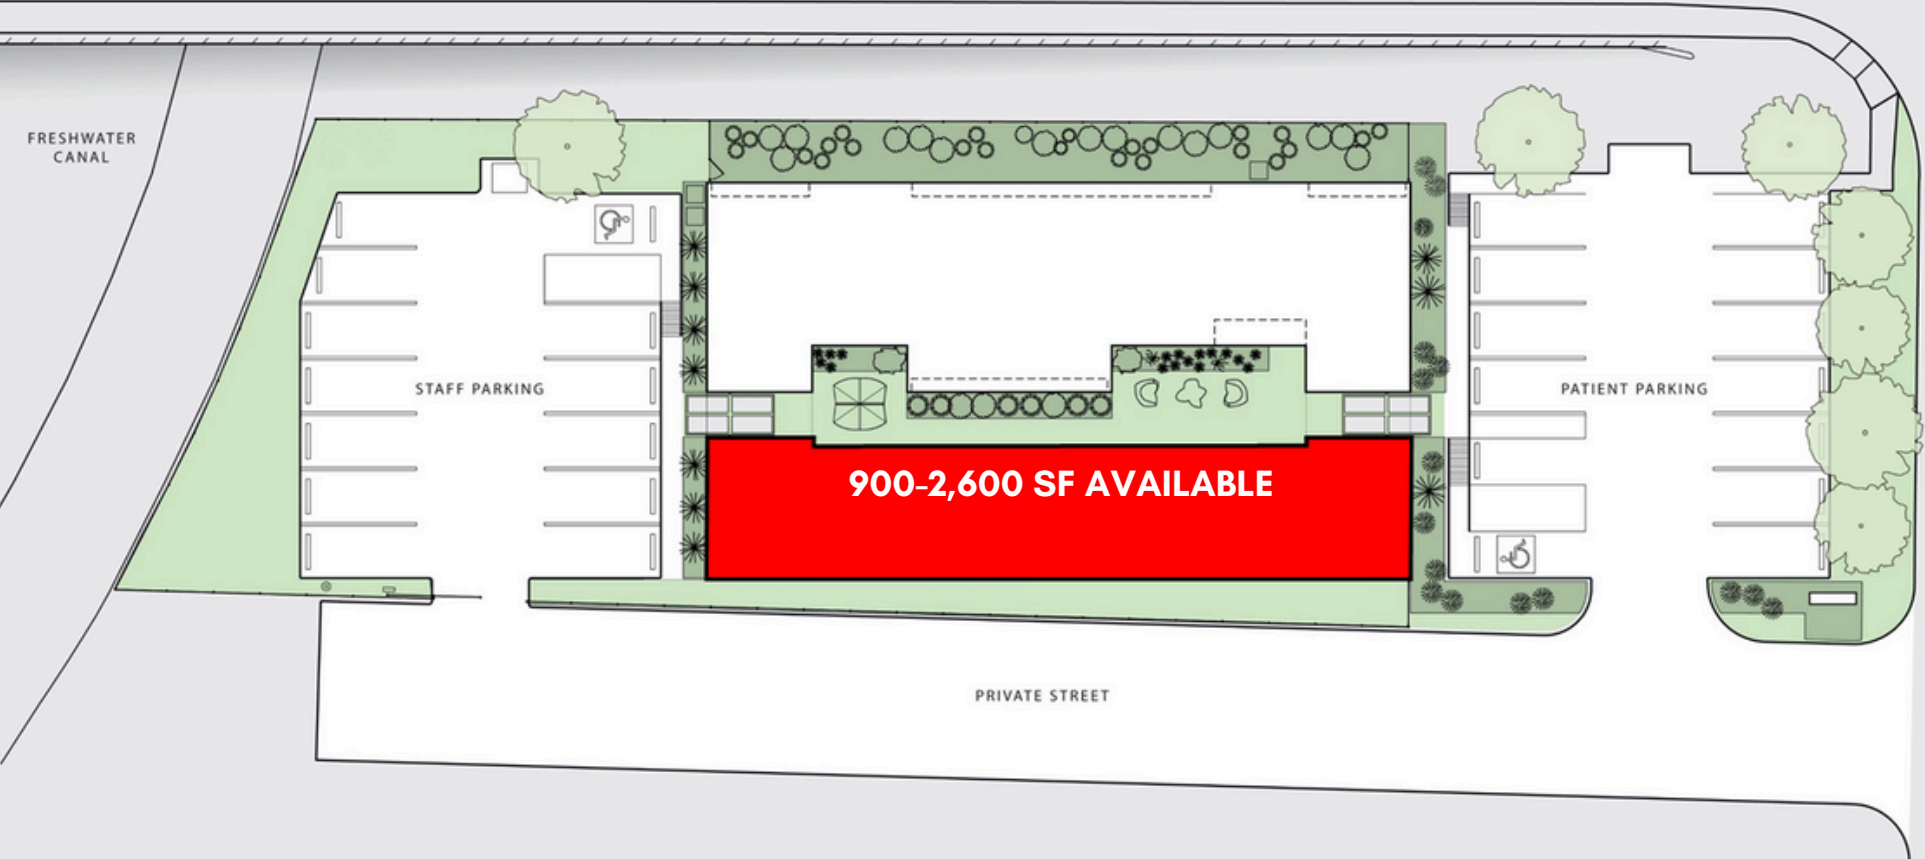 FRESHWATER
CANAL
STAFF PARKING
PATIENT PARKING
900-2,600 SF AVAILABLE
PRIVATE STREET